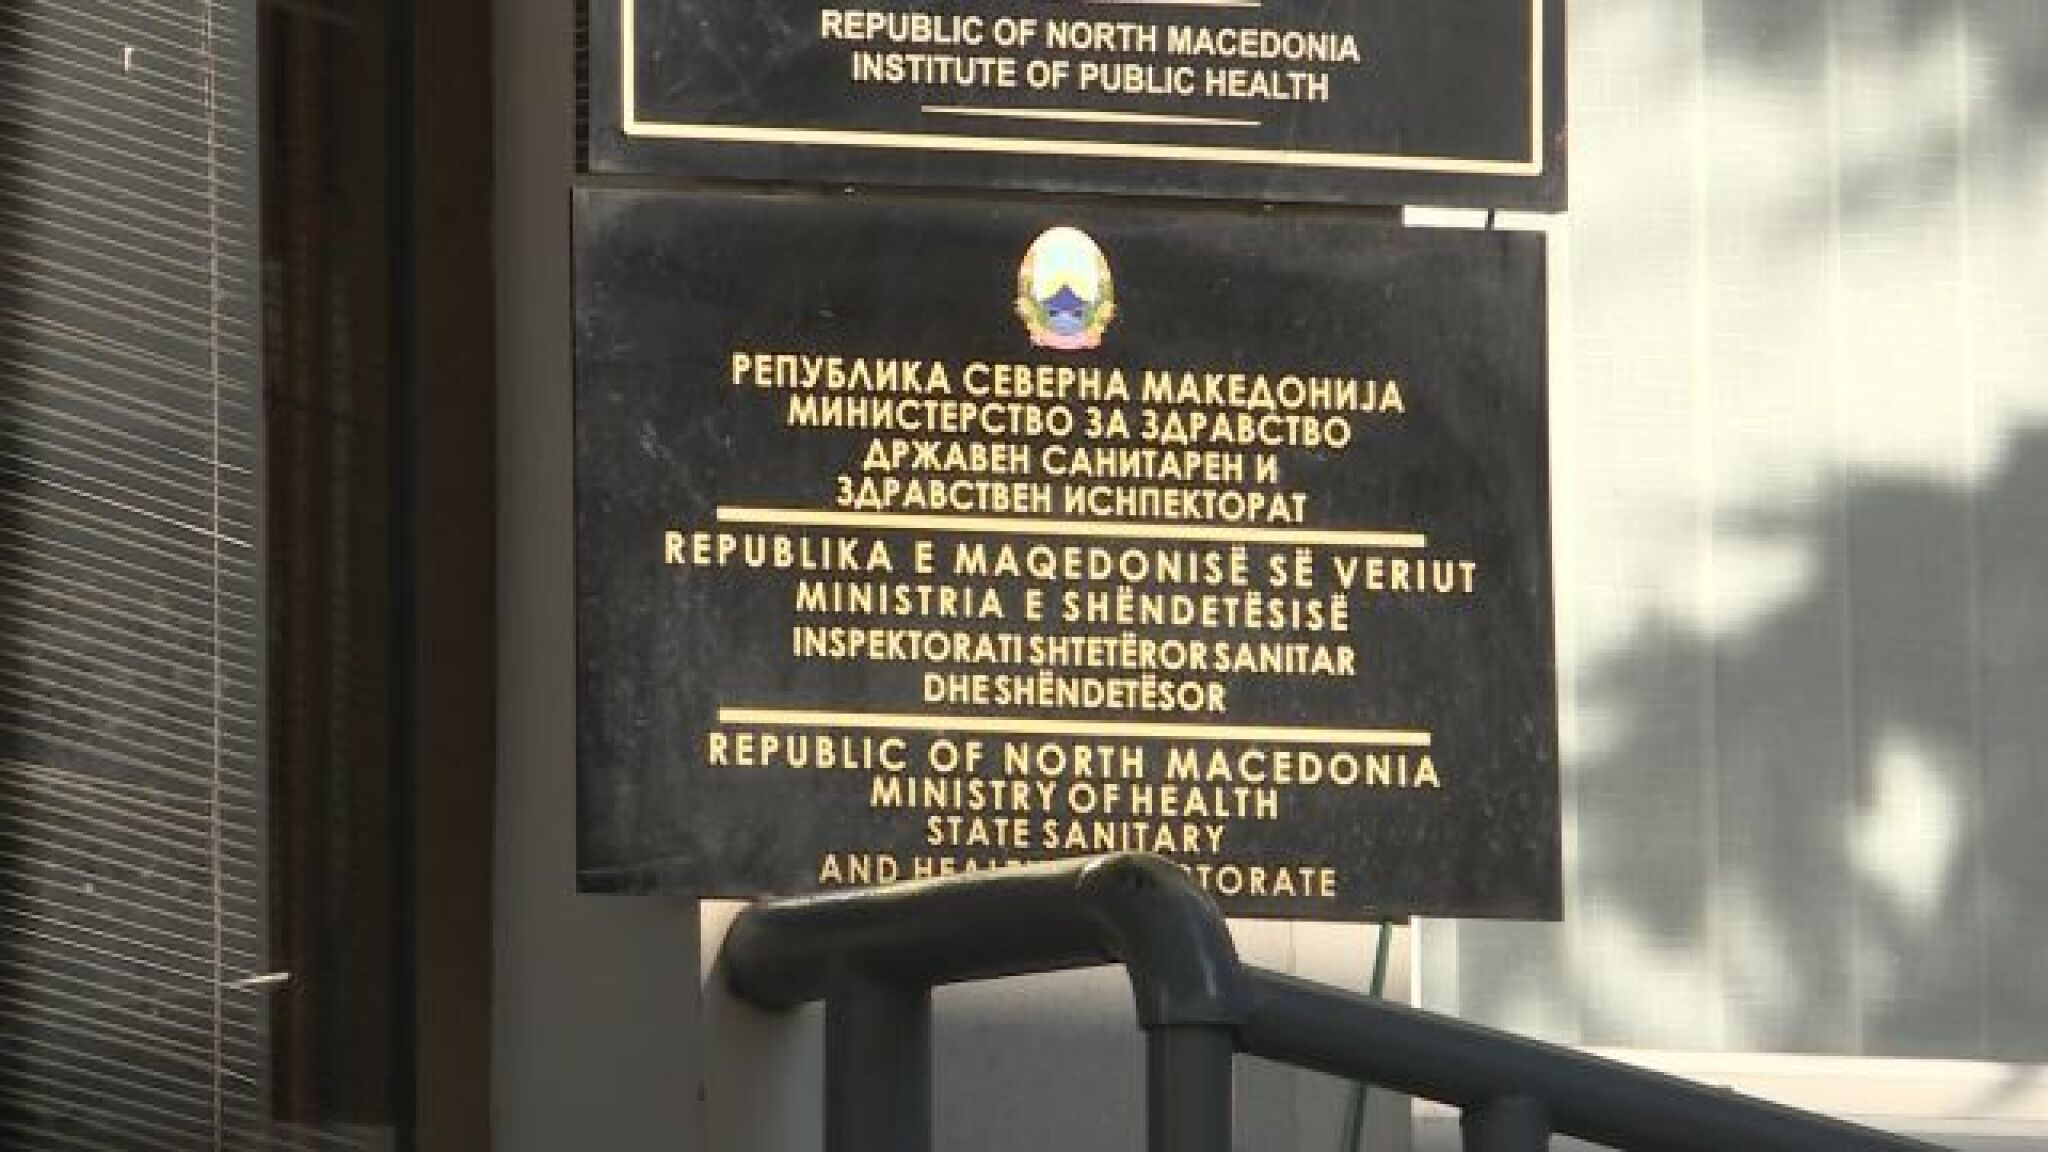 REPUBLIC OF NORTH MACEDONIA
INSTITUTE OF PUBLIC HEALTH
РЕПУБЛИКА СЕВЕРНА МАКЕДОНИЈА
МИНИСТЕРСТВО ЗА ЗДРАВСТВО
ДРЖАВЕН САНИТАРЕН И
ЗДРАВСТВЕН ИСНПЕКТОРАТ
REPUBLIKA E MAQEDONISË SË VERIUT
MINISTRIA E SHËNDETËSISË
INSPEKTORATI SHTETËROR SANITAR
DHE SHËNDETËSOR
REPUBLIC OF NORTH MACEDONIA
MINISTRY OF HEALTH
STATE SANITARY
AND